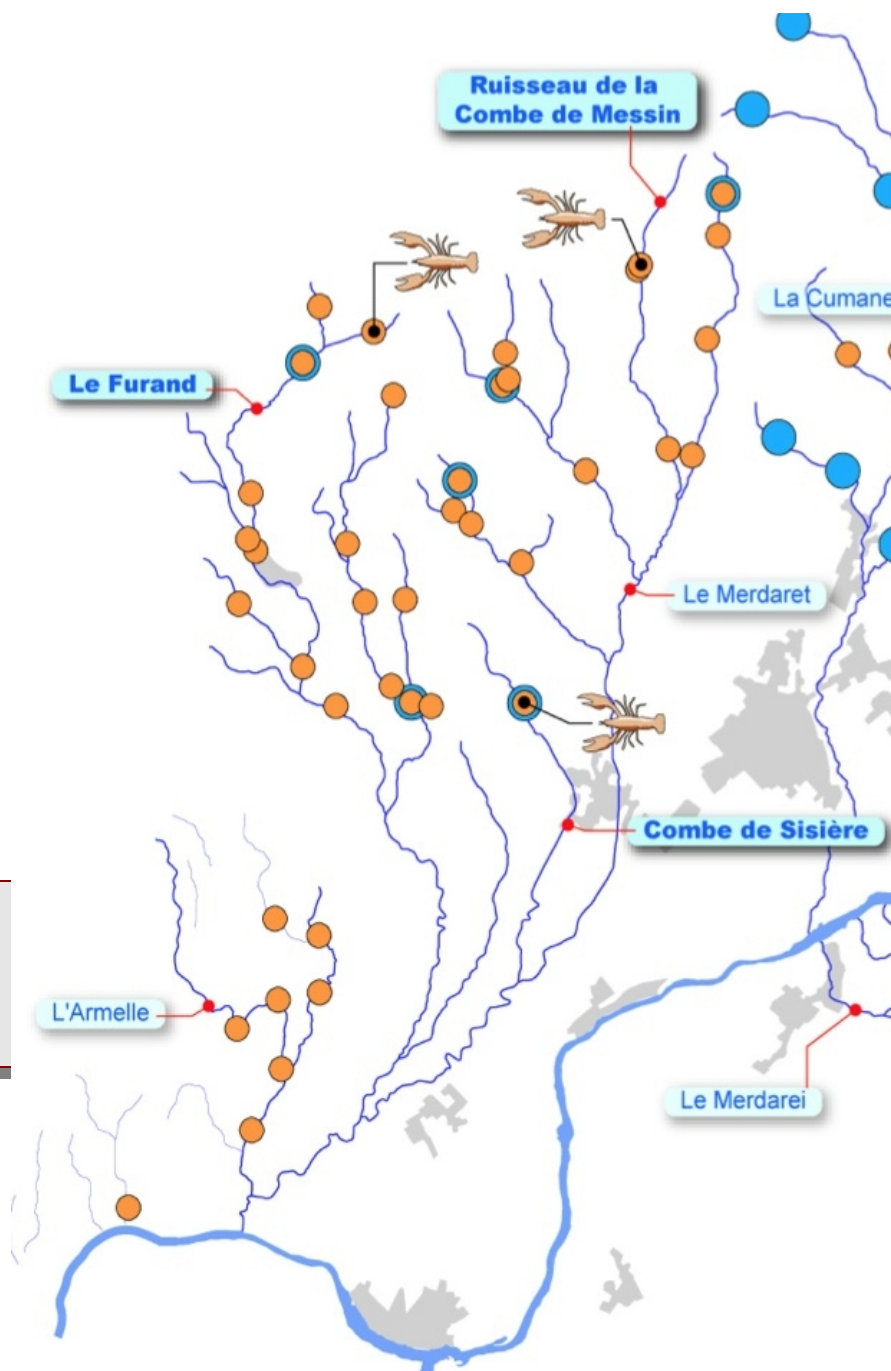 Ruisseau de la
Combe de Messin
La Cumane
Le Furand
Le Merdaret
Combe de Sisière
L'Armelle
Le Merdarei